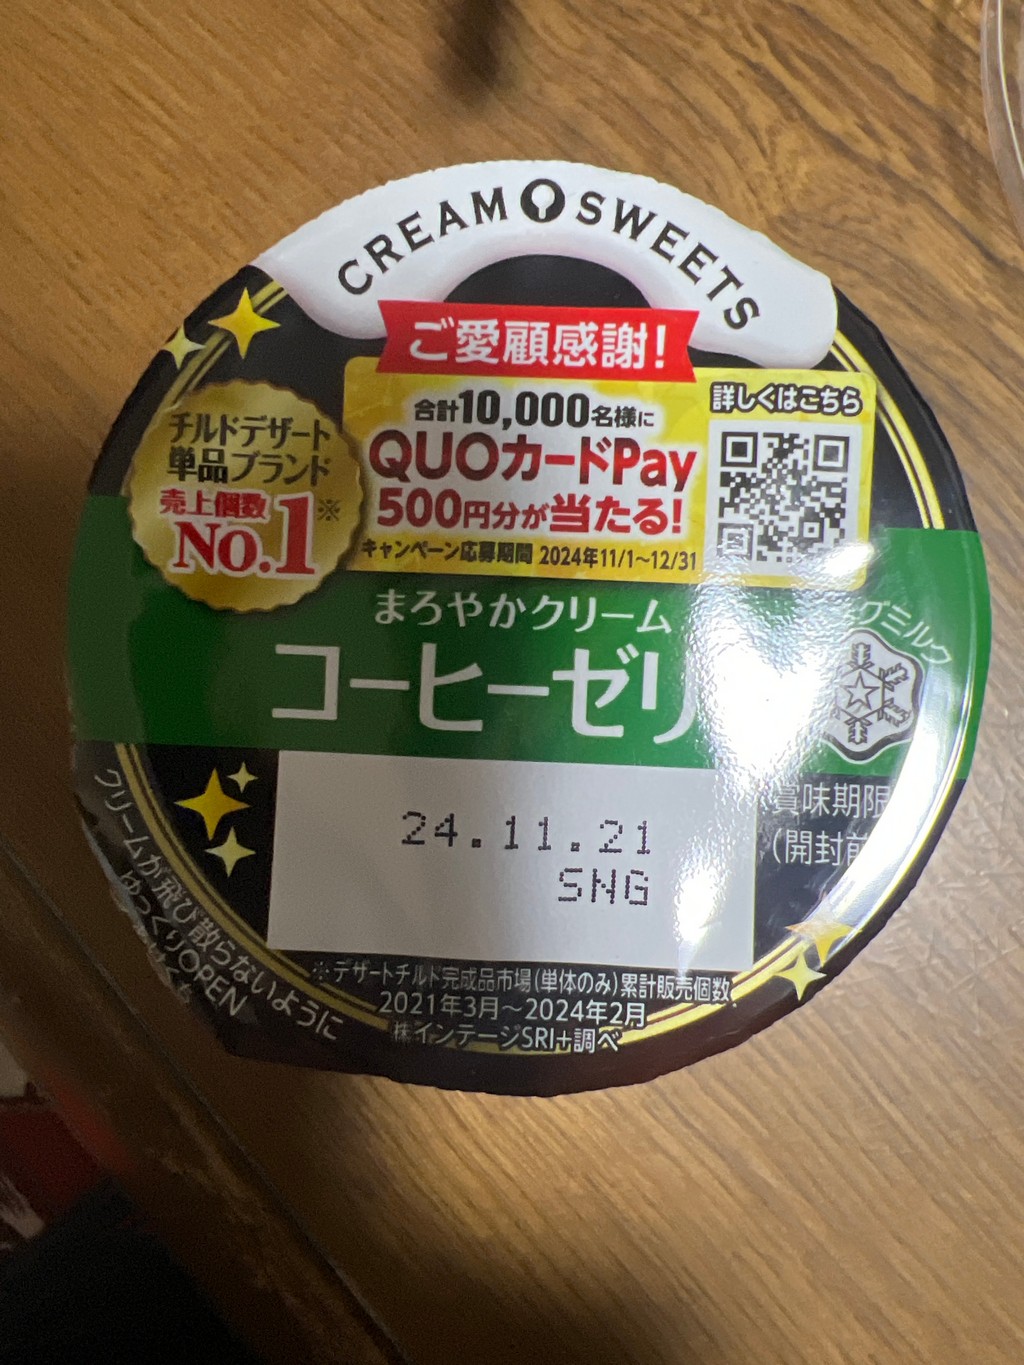 CREAM SWEETS
ご愛顧感謝!
合計10,000名様に
QUOカードPay
500円分が当たる!
キャンペーン応募期間 2024年11/1~12/31
詳しくはこちら
チルドデザート
単品ブランド
売上個数※
No.1
まろやかクリーム
コーヒーゼリ
グミルク
24.11.21
SNG
賞味期限
(開封前
クリームが飛び散らないように
ゆっくりOPEN
※デザートチルド完成品市場(単体のみ)累計販売個数
2021年3月~2024年2月
㈱インテージSRI+調べ